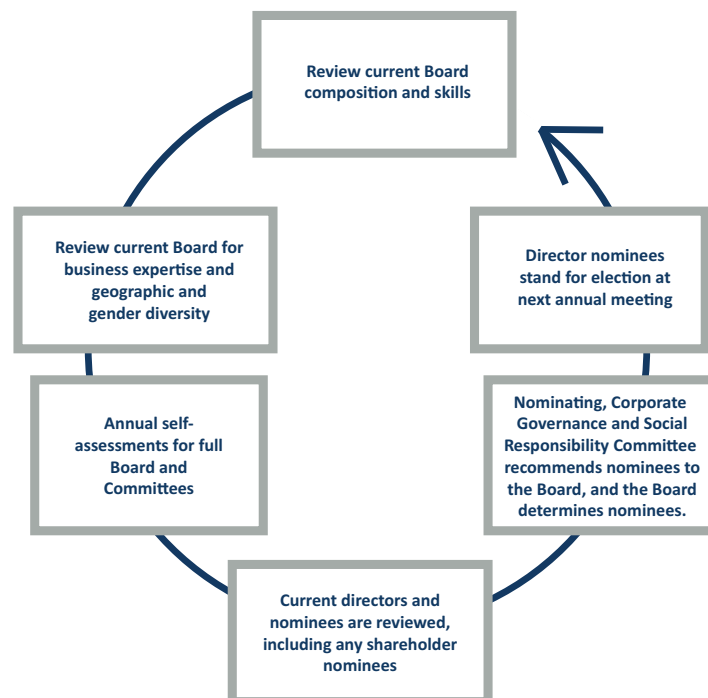 Review current Board
composition and skills
Review current Board for
business expertise and
geographic and
gender diversity
Director nominees
stand for election at
next annual meeting
Annual self-
assessments for full
Board and
Committees
Nominating, Corporate
Governance and Social
Responsibility Committee
recommends nominees to
the Board, and the Board
determines nominees.
Current directors and
nominees are reviewed,
including any shareholder
nominees